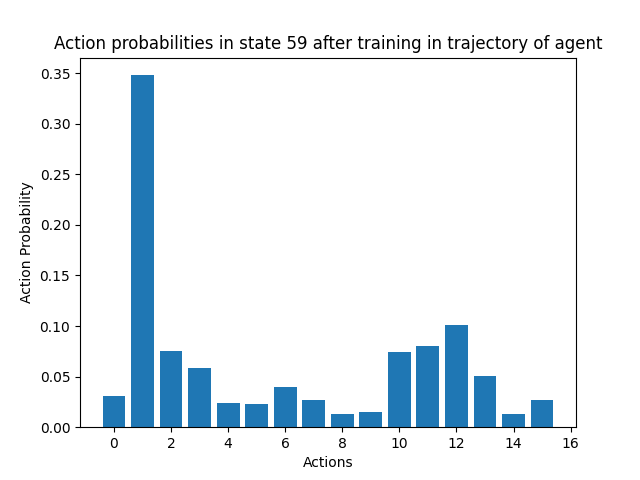 Action probabilities in state 59 after training in trajectory of agent
0.35
0.30
0.25
0.20
0.15
0.10
0.05
0.00
Action Probability
0 2 4 6 8 10 12 14 16
Actions